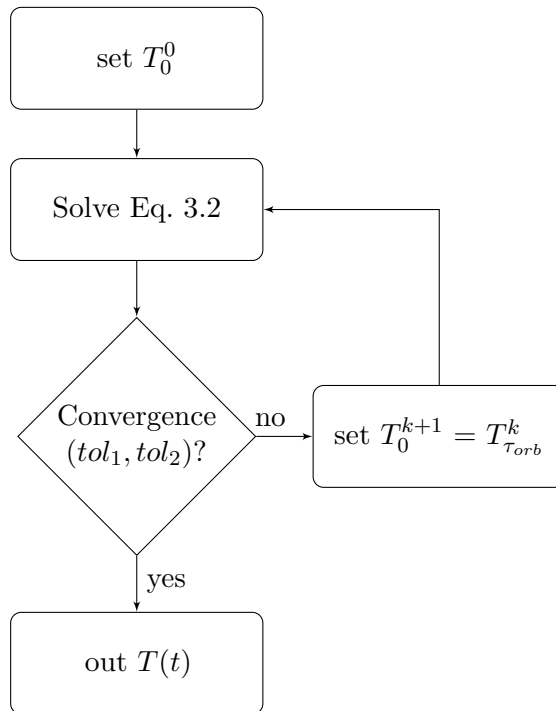 set $T_0^0$
Solve Eq. 3.2
Convergence
$(tol_1, tol_2)$?
no
set $T_0^{k+1} = T_{\tau_{orb}}^k$
yes
out $T(t)$